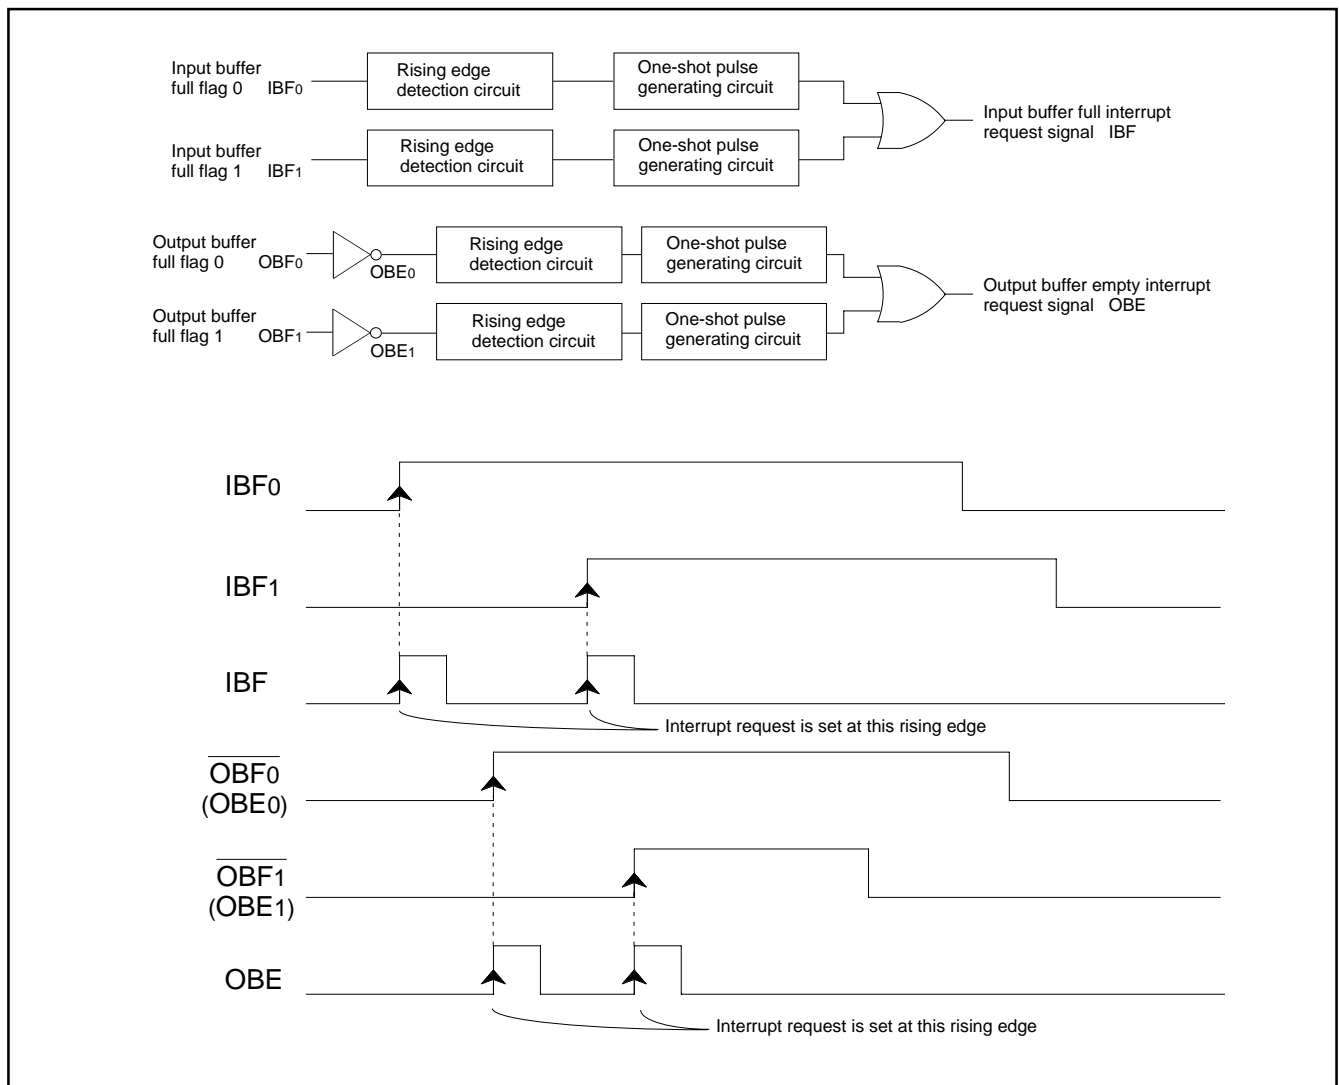 Input buffer
full flag 0 IBF0
Rising edge
detection circuit
One-shot pulse
generating circuit
Input buffer full interrupt
request signal IBF
Input buffer
full flag 1 IBF1
Rising edge
detection circuit
One-shot pulse
generating circuit
Output buffer
full flag 0 OBF0
OBE0
Rising edge
detection circuit
One-shot pulse
generating circuit
Output buffer empty interrupt
request signal OBE
Output buffer
full flag 1 OBF1
OBE1
Rising edge
detection circuit
One-shot pulse
generating circuit
IBF0
IBF1
IBF
Interrupt request is set at this rising edge
OBF0
(OBE0)
OBF1
(OBE1)
OBE
Interrupt request is set at this rising edge